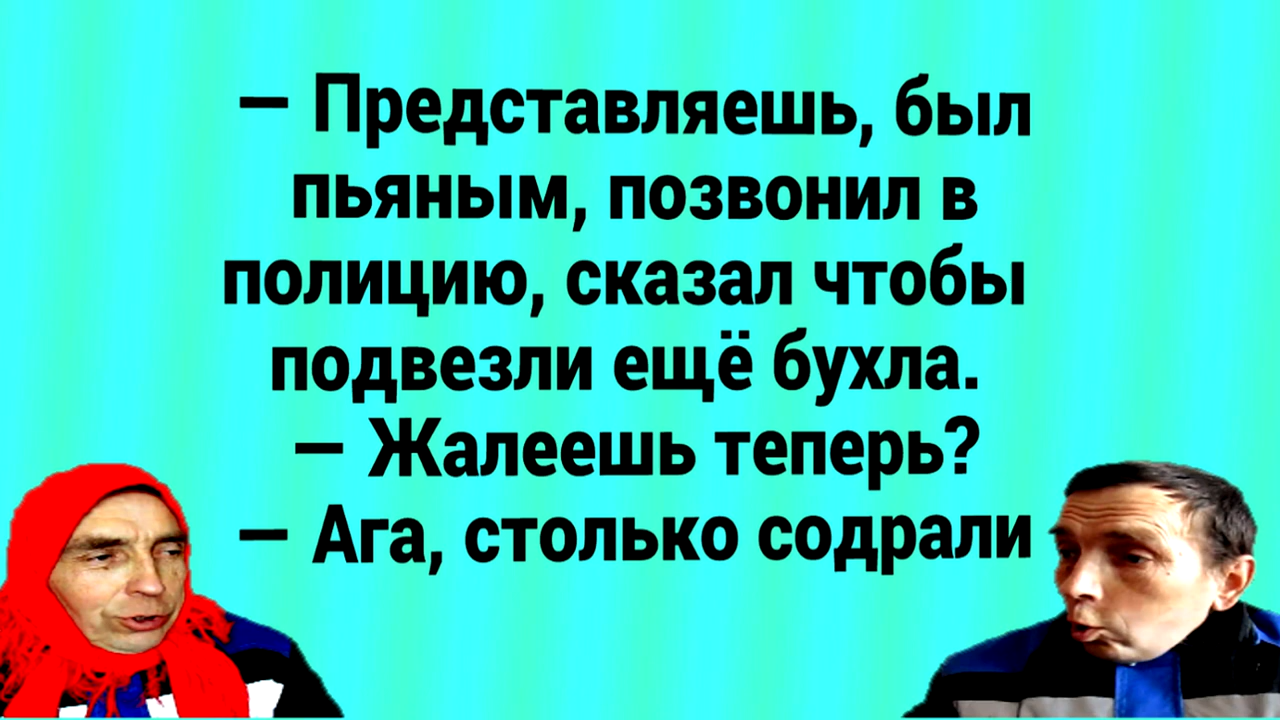 — Представляешь, был
пьяным, позвонил в
полицию, сказал чтобы
подвезли ещё бухла.
— Жалеешь теперь?
— Ага, столько содрали